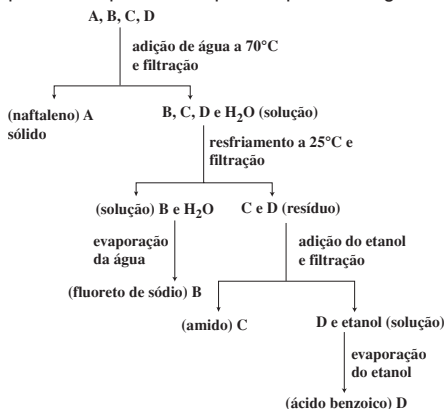 A, B, C, D
adição de água a 70°C
e filtração
(naftaleno) A
sólido
B, C, D e H₂O (solução)
resfriamento a 25°C e
filtração
(solução) B e H₂O
C e D (resíduo)
evaporação
da água
adição do etanol
e filtração
(fluoreto de sódio) B
(amido) C
D e etanol (solução)
evaporação
do etanol
(ácido benzoico) D